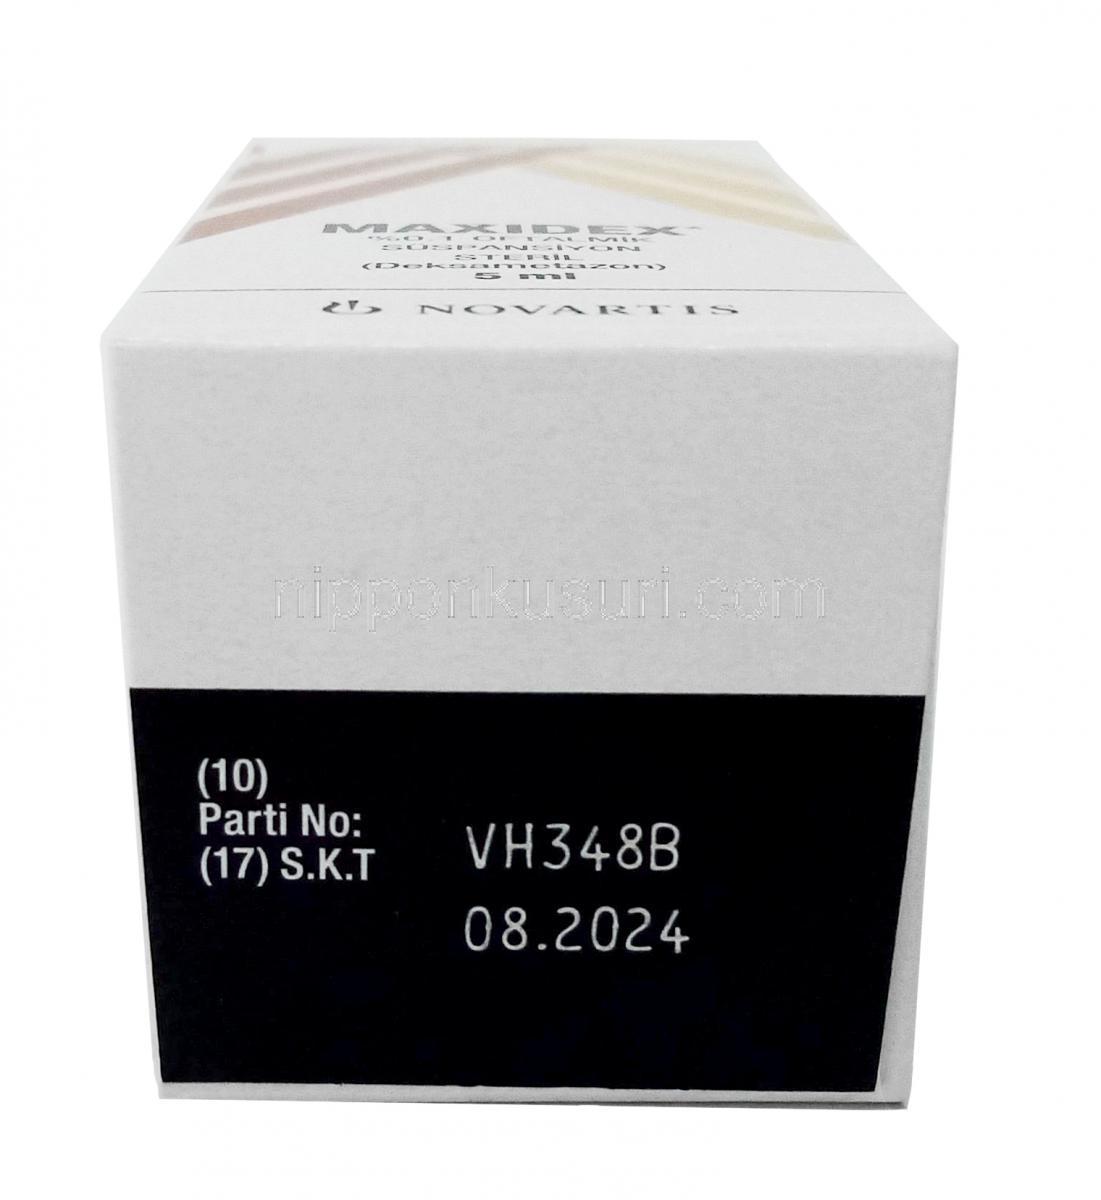 MAXIDEX®
%0.1 OFTALMİK
SÜSPANSİYON
STERİL
(Deksametazon)
5 ml
NOVARTIS
nipponkusuri.com
(10)
Parti No:
(17) S.K.T
VH348B
08.2024